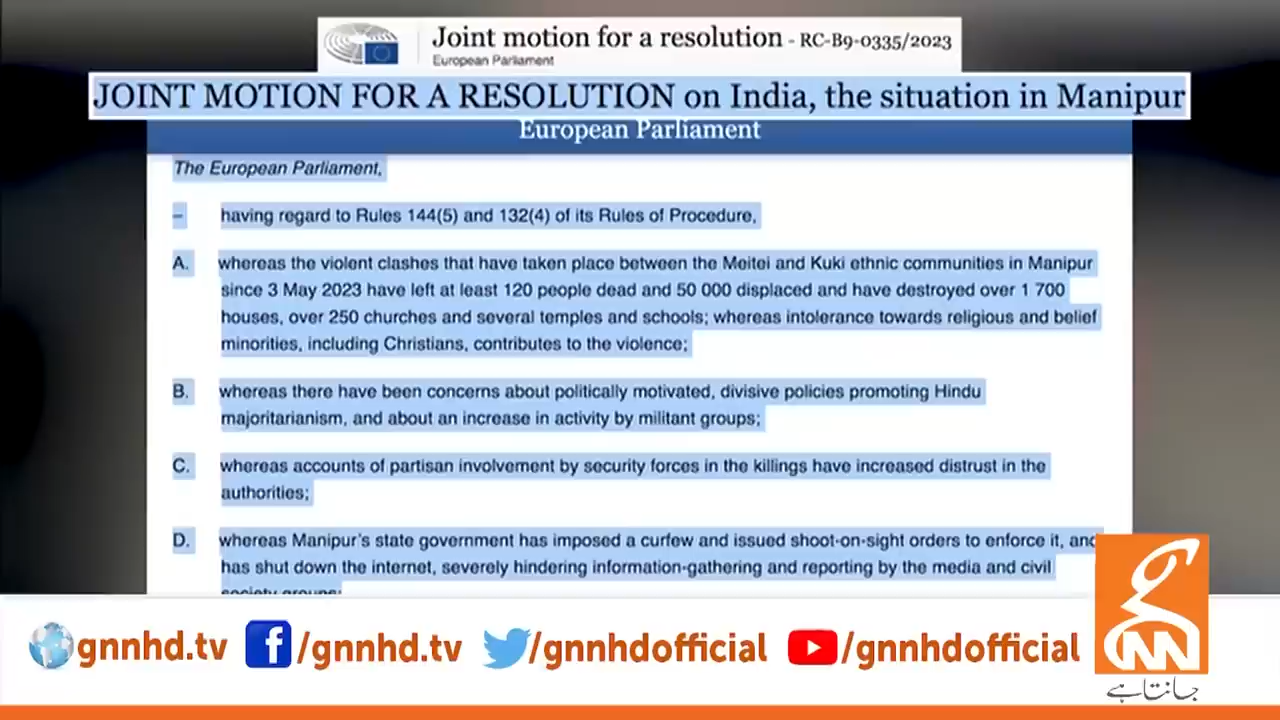 Joint motion for a resolution - RC-B9-0335/2023
European Parliament
JOINT MOTION FOR A RESOLUTION on India, the situation in Manipur
European Parliament
The European Parliament,
– having regard to Rules 144(5) and 132(4) of its Rules of Procedure,
A. whereas the violent clashes that have taken place between the Meitei and Kuki ethnic communities in Manipur
since 3 May 2023 have left at least 120 people dead and 50 000 displaced and have destroyed over 1 700
houses, over 250 churches and several temples and schools; whereas intolerance towards religious and belief
minorities, including Christians, contributes to the violence;
B. whereas there have been concerns about politically motivated, divisive policies promoting Hindu
majoritarianism, and about an increase in activity by militant groups;
C. whereas accounts of partisan involvement by security forces in the killings have increased distrust in the
authorities;
D. whereas Manipur's state government has imposed a curfew and issued shoot-on-sight orders to enforce it, and
has shut down the internet, severely hindering information-gathering and reporting by the media and civil
society groups;
gnnhd.tv /gnnhd.tv /gnnhdofficial /gnnhdofficial
GNN
جانتا ہے